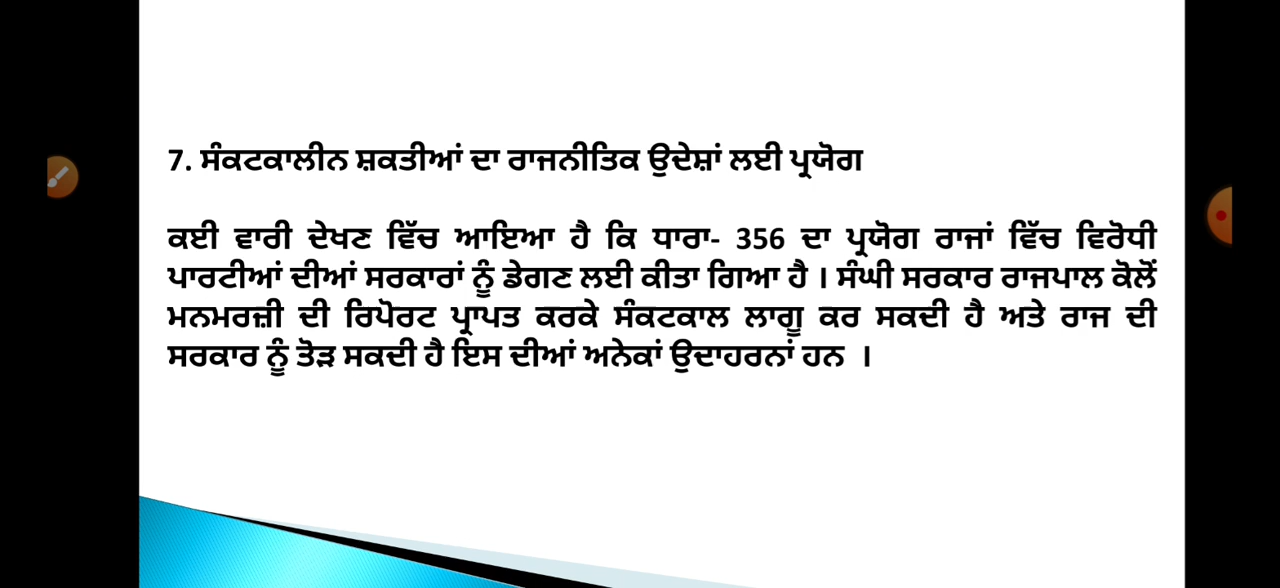 7. ਸੰਕਟਕਾਲੀਨ ਸ਼ਕਤੀਆਂ ਦਾ ਰਾਜਨੀਤਿਕ ਉਦੇਸ਼ਾਂ ਲਈ ਪ੍ਰਯੋਗ
ਕਈ ਵਾਰੀ ਦੇਖਣ ਵਿੱਚ ਆਇਆ ਹੈ ਕਿ ਧਾਰਾ- 356 ਦਾ ਪ੍ਰਯੋਗ ਰਾਜਾਂ ਵਿੱਚ ਵਿਰੋਧੀ
ਪਾਰਟੀਆਂ ਦੀਆਂ ਸਰਕਾਰਾਂ ਨੂੰ ਡੇਗਣ ਲਈ ਕੀਤਾ ਗਿਆ ਹੈ । ਸੰਘੀ ਸਰਕਾਰ ਰਾਜਪਾਲ ਕੋਲੋਂ
ਮਨਮਰਜ਼ੀ ਦੀ ਰਿਪੋਰਟ ਪ੍ਰਾਪਤ ਕਰਕੇ ਸੰਕਟਕਾਲ ਲਾਗੂ ਕਰ ਸਕਦੀ ਹੈ ਅਤੇ ਰਾਜ ਦੀ
ਸਰਕਾਰ ਨੂੰ ਤੋੜ ਸਕਦੀ ਹੈ ਇਸ ਦੀਆਂ ਅਨੇਕਾਂ ਉਦਾਹਰਨਾਂ ਹਨ ।